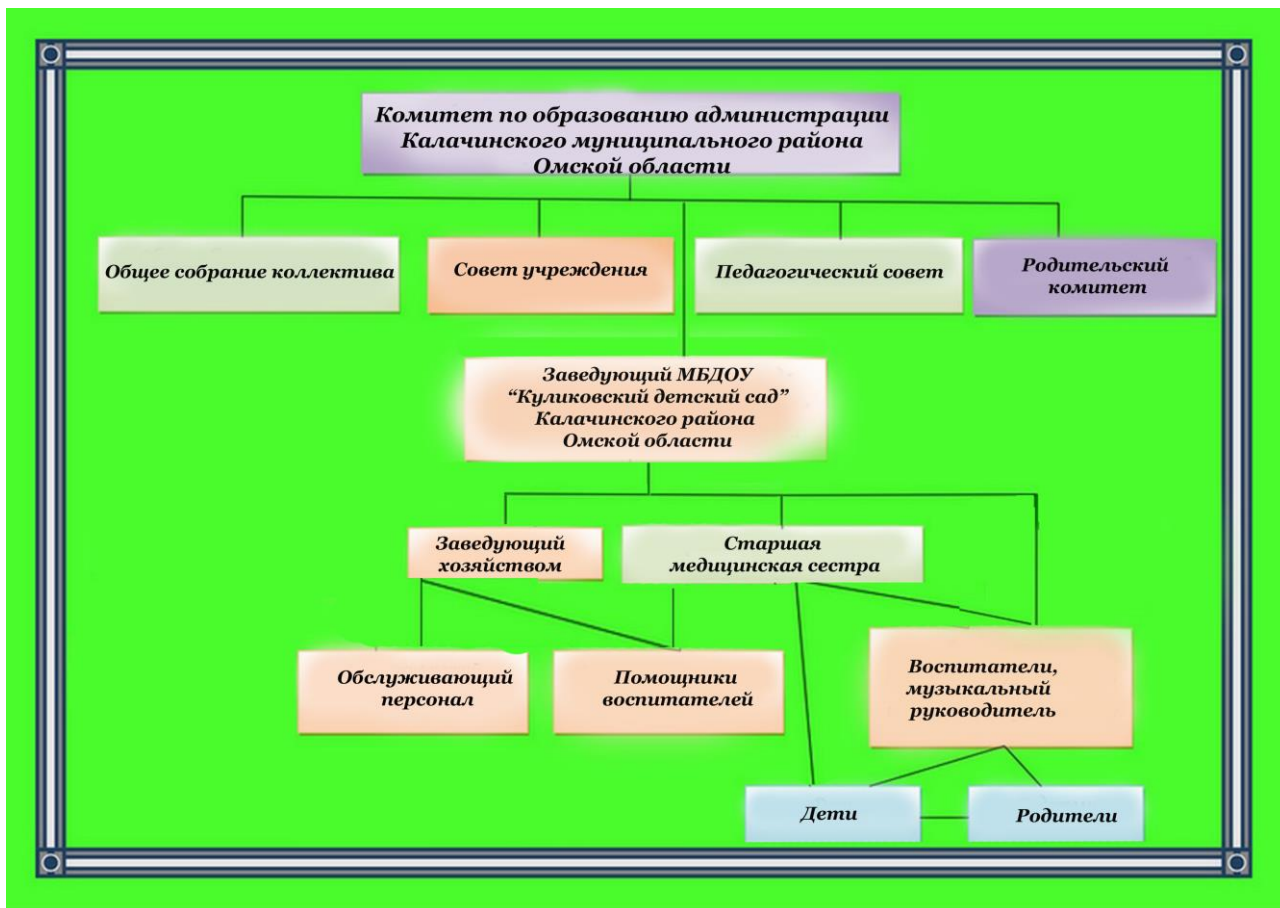 Комитет по образованию администрации
Калачинского муниципального района
Омской области
Общее собрание коллектива
Совет учреждения
Педагогический совет
Родительский
комитет
Заведующий МБДОУ
“Куликовский детский сад”
Калачинского района
Омской области
Заведующий
хозяйством
Старшая
медицинская сестра
Обслуживающий
персонал
Помощники
воспитателей
Воспитатели,
музыкальный
руководитель
Дети
Родители